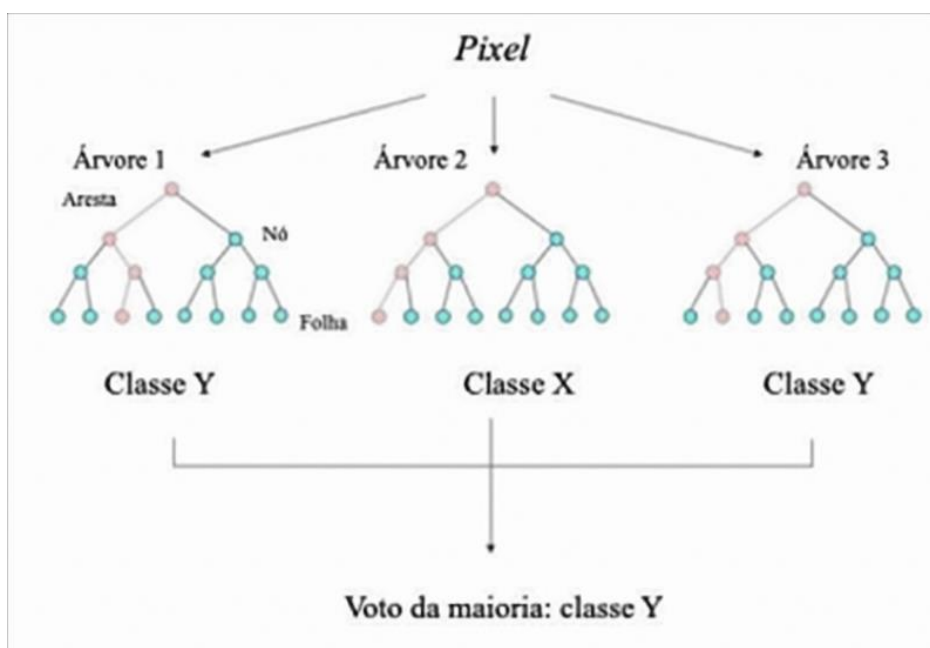 Pixel
Árvore 1
Árvore 2
Árvore 3
Aresta
Nó
Folha
Classe Y
Classe X
Classe Y
Voto da maioria: classe Y